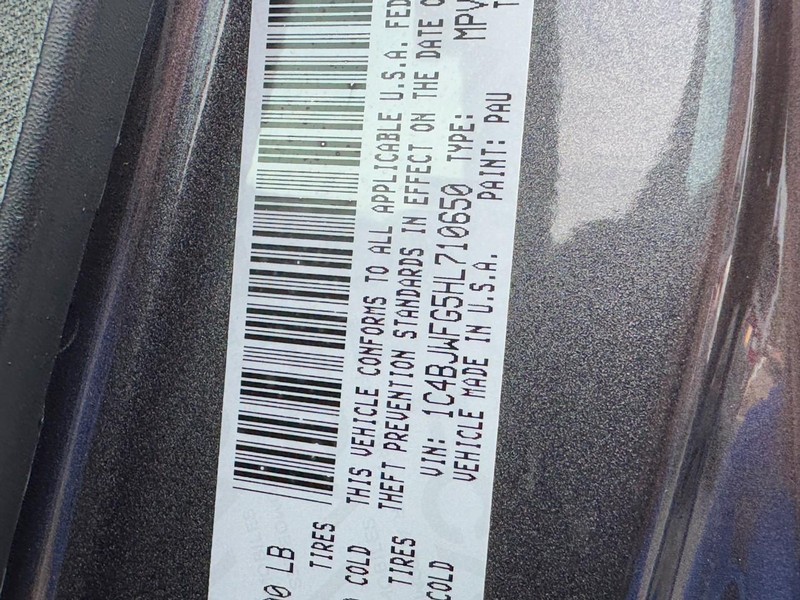 THIS VEHICLE CONFORMS TO ALL APPLICABLE U.S.A. FED
THEFT PREVENTION STANDARDS IN EFFECT ON THE DATE O
VIN: 1C4BJWFG5HL710650 TYPE: MPV
VEHICLE MADE IN U.S.A. PAINT: PAU T
00 LB
TIRES
COLD
TIRES
COLD